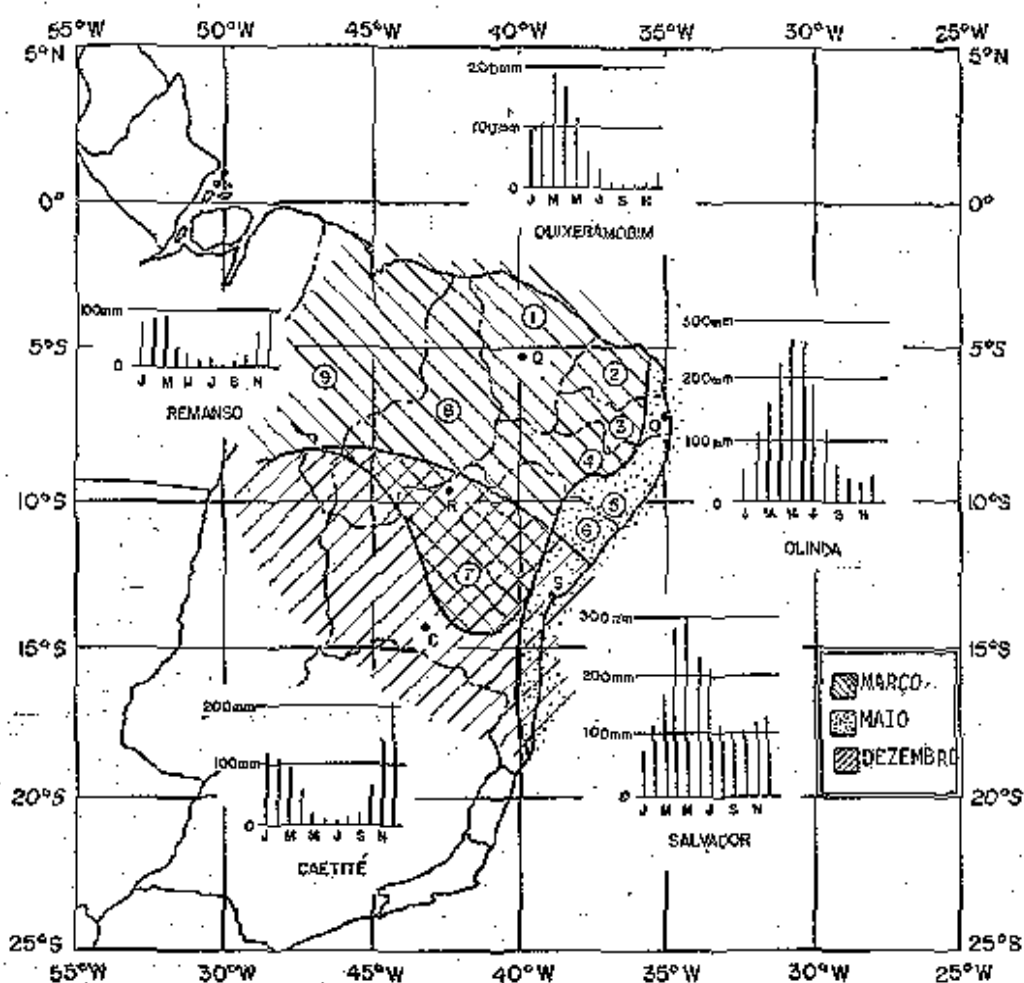 55°W 50°W 45°W 40°W 35°W 30°W 25°W
5°N 5°N
200mm
100mm
0
J M M J S N
QUIXERAMOBIM
0° 0°
100mm
0
J M M J S N
REMANSO
5°S 5°S
300mm
200mm
100mm
0
J M M J S N
OLINDA
1
Q
2
9
8
3
O
4
10°S 10°S
R
5
6
7
S
C
15°S 15°S
300mm
200mm
100mm
0
J M M J S N
SALVADOR
MARÇO
MAIO
DEZEMBRO
200mm
100mm
0
J M M J S N
CAETITÉ
20°S 20°S
25°S 25°S
55°W 30°W 45°W 40°W 35°W 30°W 25°W